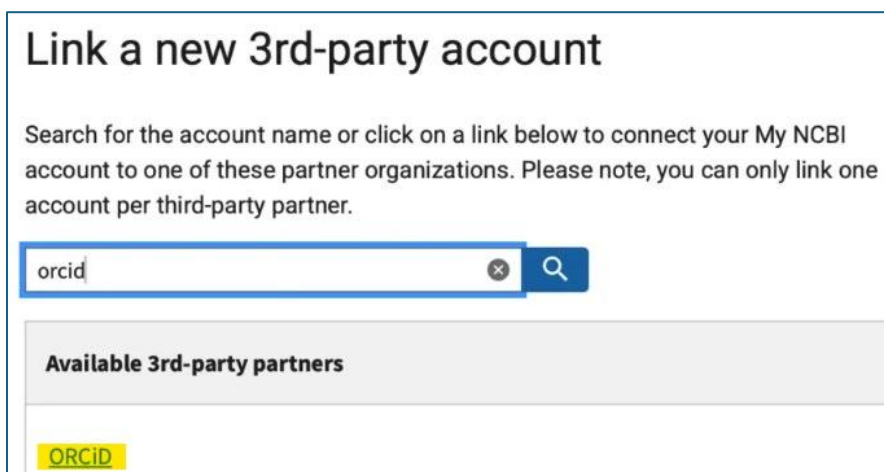 Link a new 3rd-party account
Search for the account name or click on a link below to connect your My NCBI
account to one of these partner organizations. Please note, you can only link one
account per third-party partner.
orcid
Available 3rd-party partners
ORCiD